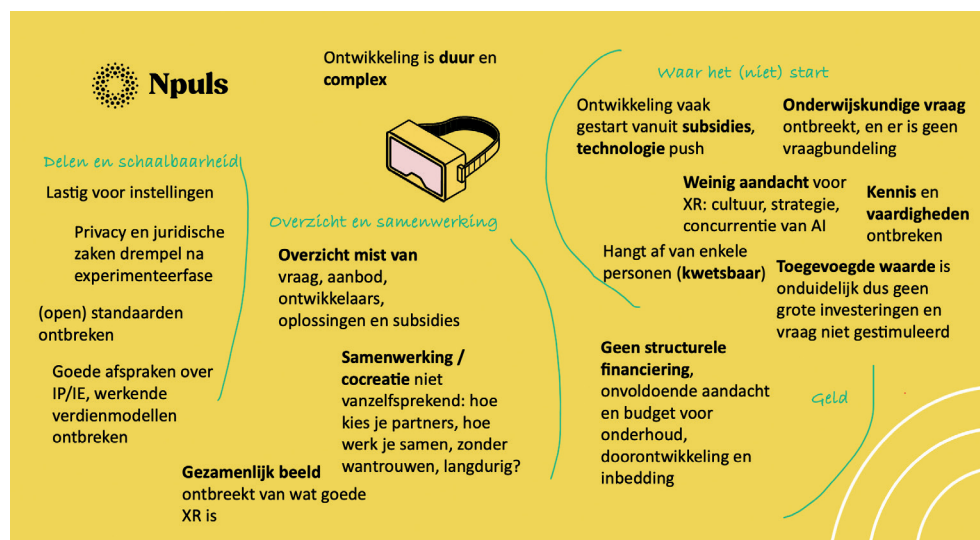 Npuls
Ontwikkeling is duur en
complex
Delen en schaalbaarheid
Lastig voor instellingen
Privacy en juridische
zaken drempel na
experimenteerfase
(open) standaarden
ontbreken
Goede afspraken over
IP/IE, werkende
verdienmodellen
ontbreken
Overzicht en samenwerking
Overzicht mist van
vraag, aanbod,
ontwikkelaars,
oplossingen en subsidies
Samenwerking /
cocreatie niet
vanzelfsprekend: hoe
kies je partners, hoe
werk je samen, zonder
wantrouwen, langdurig?
Gezamenlijk beeld
ontbreekt van wat goede
XR is
Waar het (niet) start
Ontwikkeling vaak
gestart vanuit subsidies,
technologie push
Onderwijskundige vraag
ontbreekt, en er is geen
vraagbundeling
Weinig aandacht voor
XR: cultuur, strategie,
concurrentie van AI
Kennis en
vaardigheden
ontbreken
Hangt af van enkele
personen (kwetsbaar)
Toegevoegde waarde is
onduidelijk dus geen
grote investeringen en
vraag niet gestimuleerd
Geen structurele
financiering,
onvoldoende aandacht
en budget voor
onderhoud,
doorontwikkeling en
inbedding
Geld